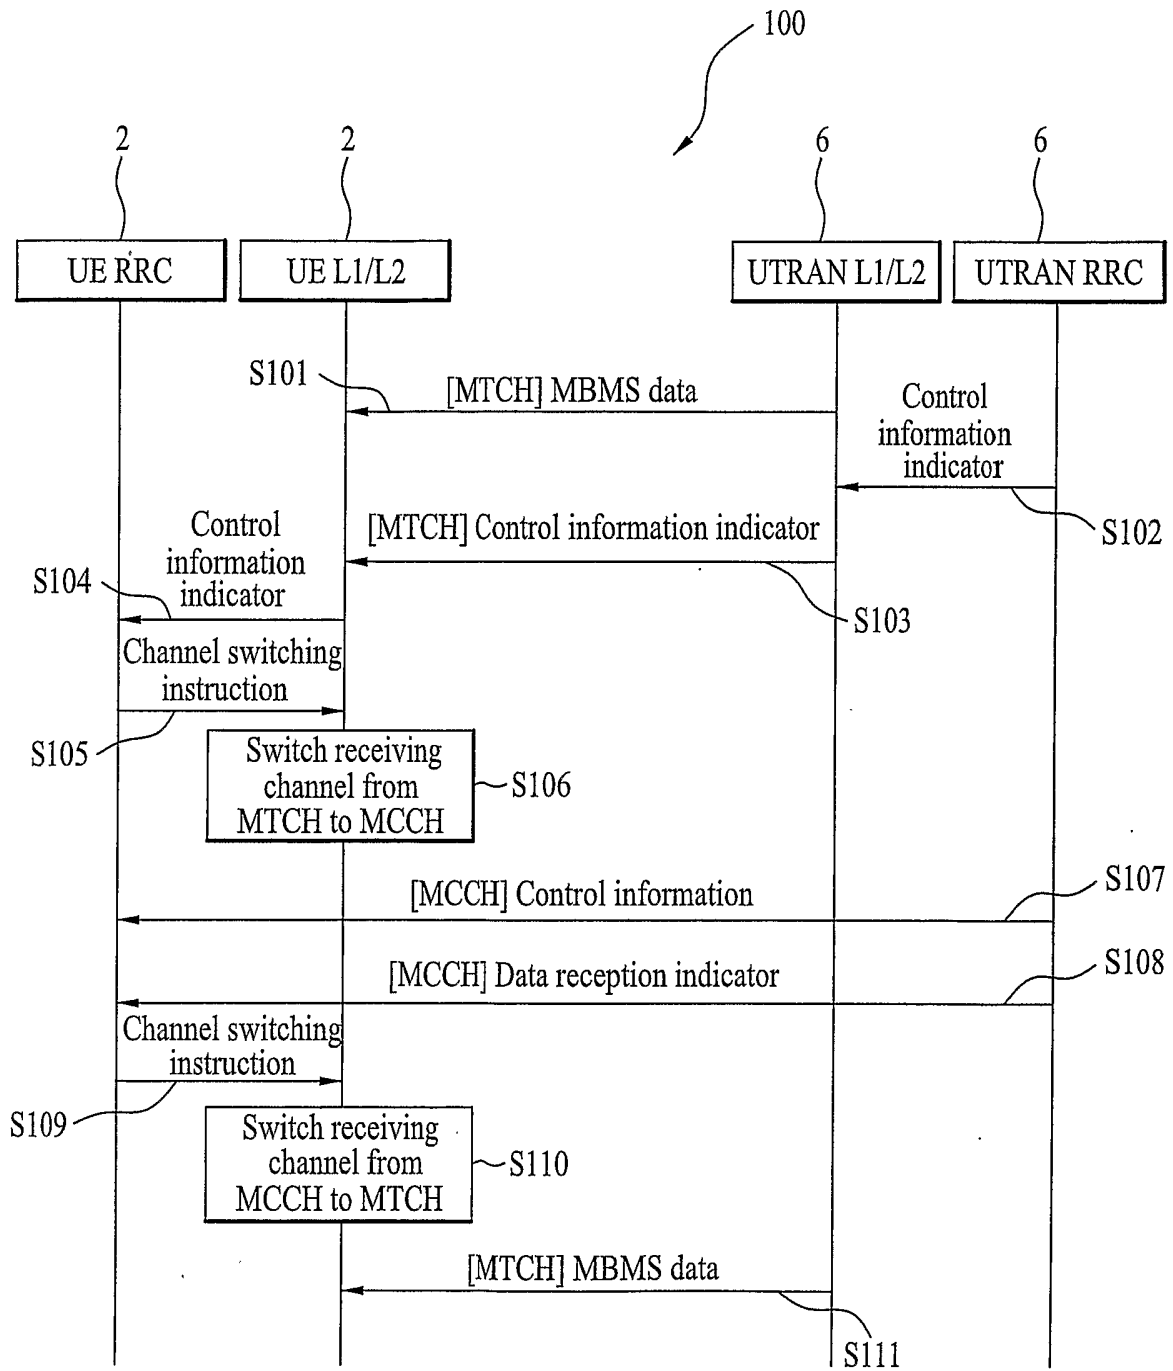 100
2
2
6
6
UE RRC
UE L1/L2
UTRAN L1/L2
UTRAN RRC
S101
[MTCH] MBMS data
Control
information
indicator
S102
[MTCH] Control information indicator
S103
Control
information
indicator
S104
Channel switching
instruction
S105
Switch receiving
channel from
MTCH to MCCH
S106
[MCCH] Control information
S107
[MCCH] Data reception indicator
S108
Channel switching
instruction
S109
Switch receiving
channel from
MCCH to MTCH
S110
[MTCH] MBMS data
S111